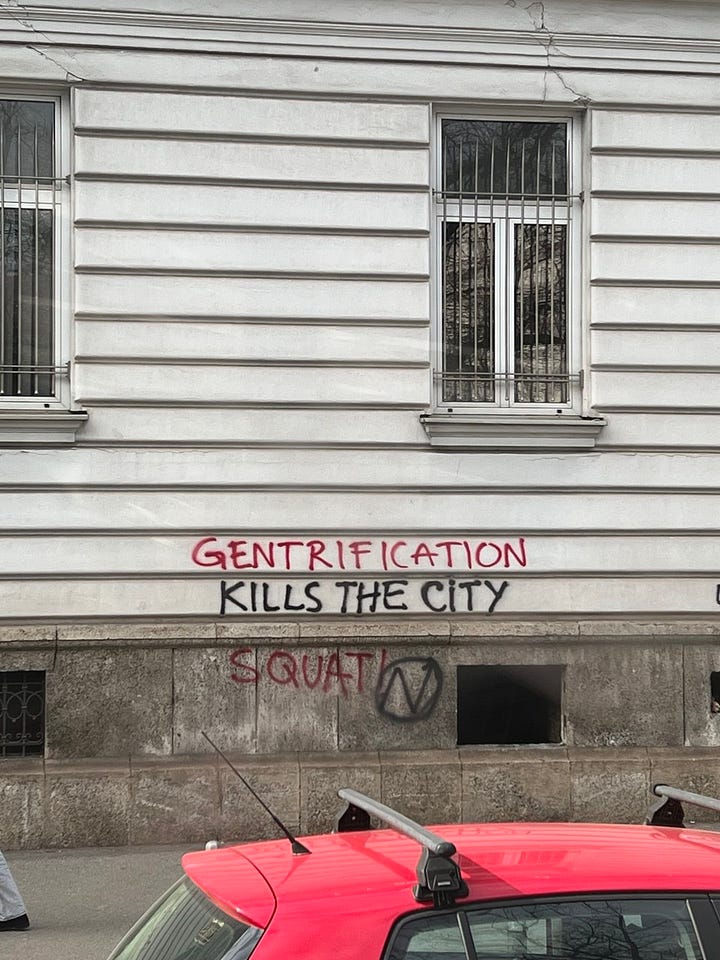 GENTRIFICATION
KILLS THE CITY
SQUAT!